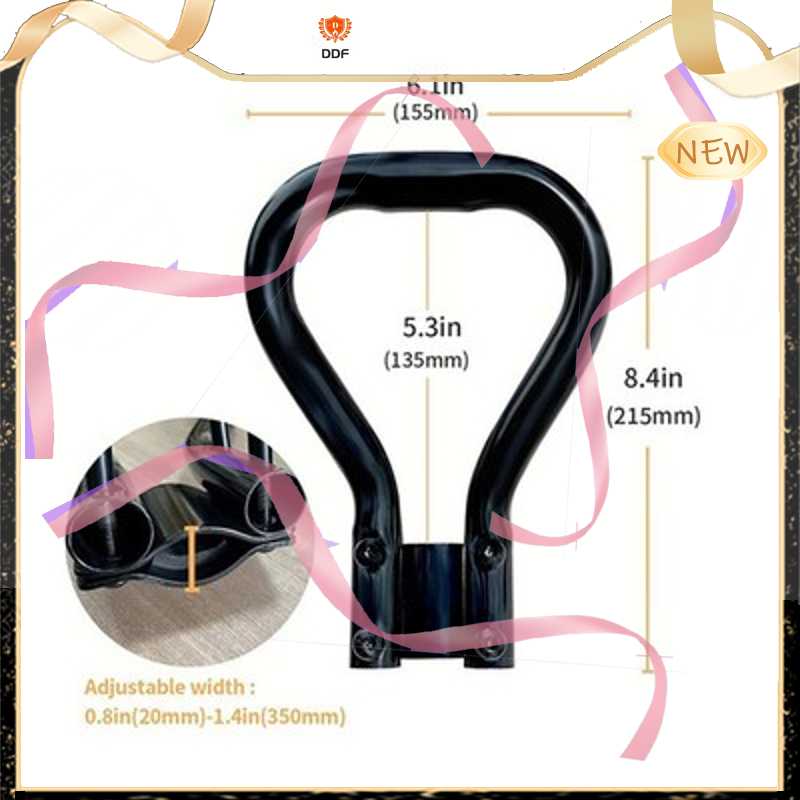 DDF
6.1in
(155mm)
NEW
5.3in
(135mm)
8.4in
(215mm)
Adjustable width :
0.8in(20mm)-1.4in(350mm)